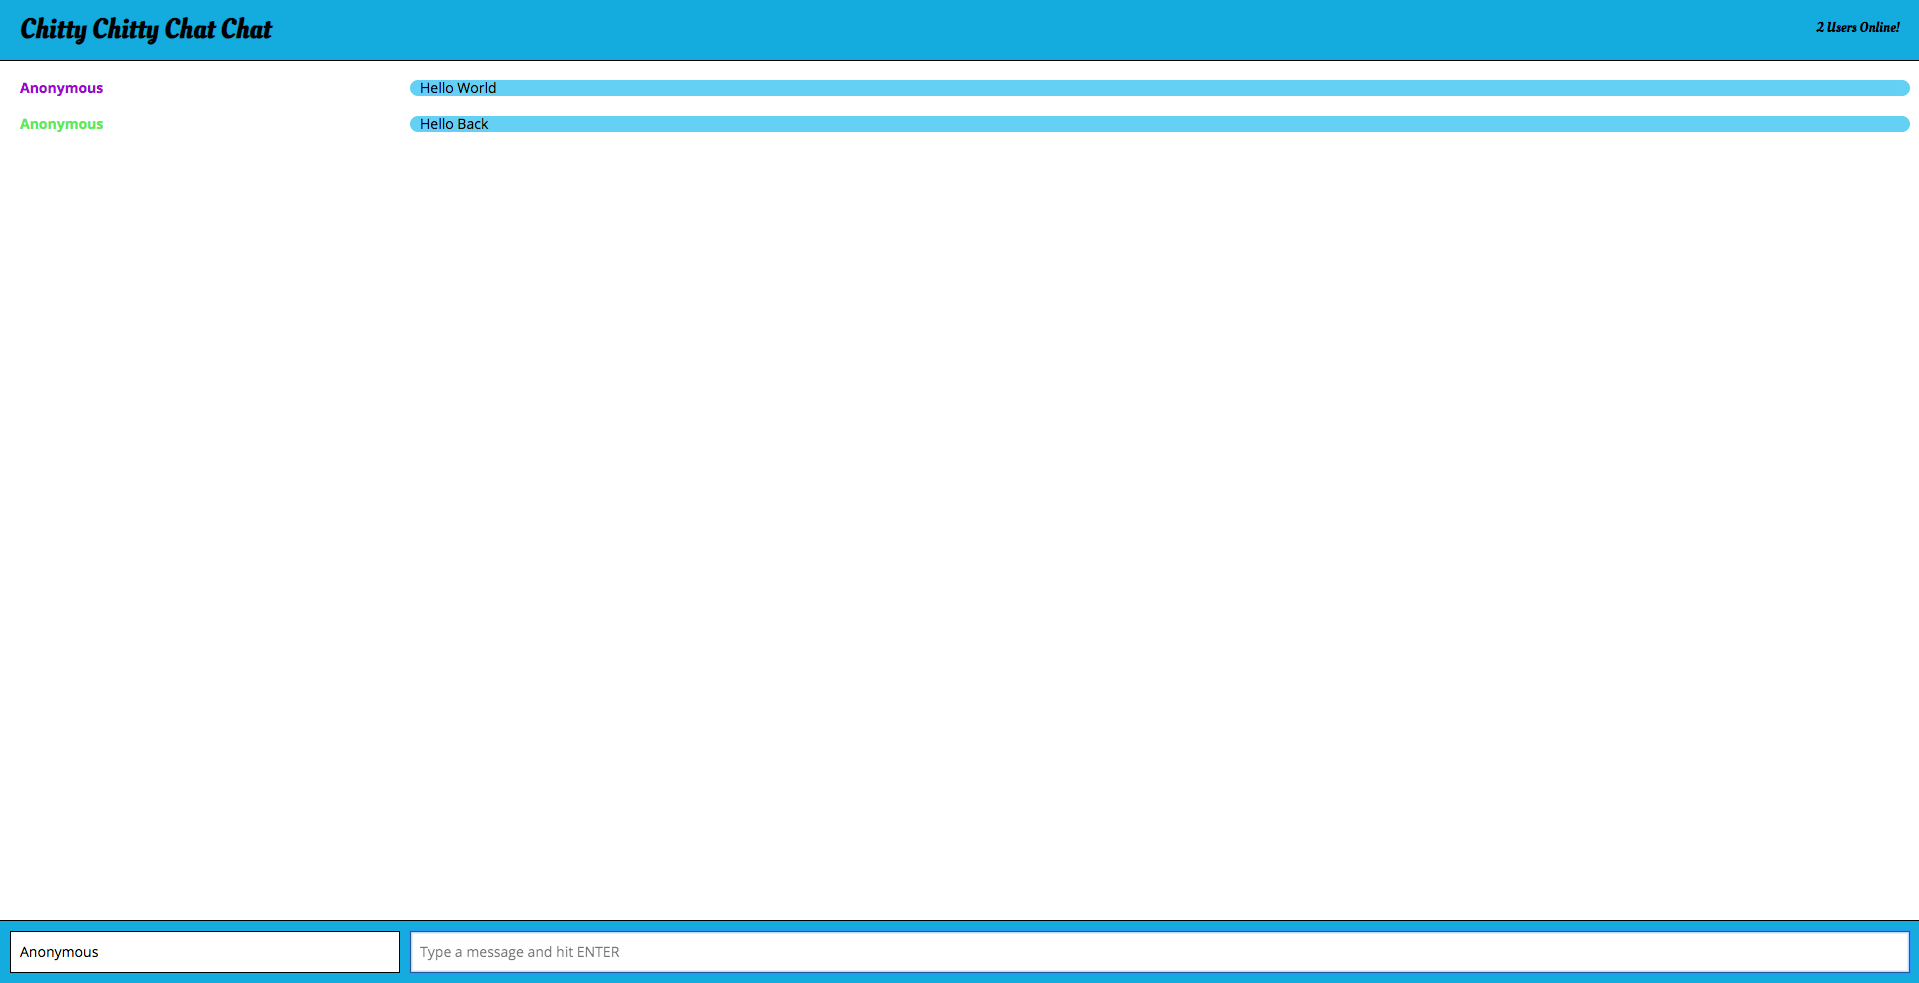 Chitty Chitty Chat Chat
2 Users Online!
Anonymous Hello World
Anonymous Hello Back
Anonymous Type a message and hit ENTER